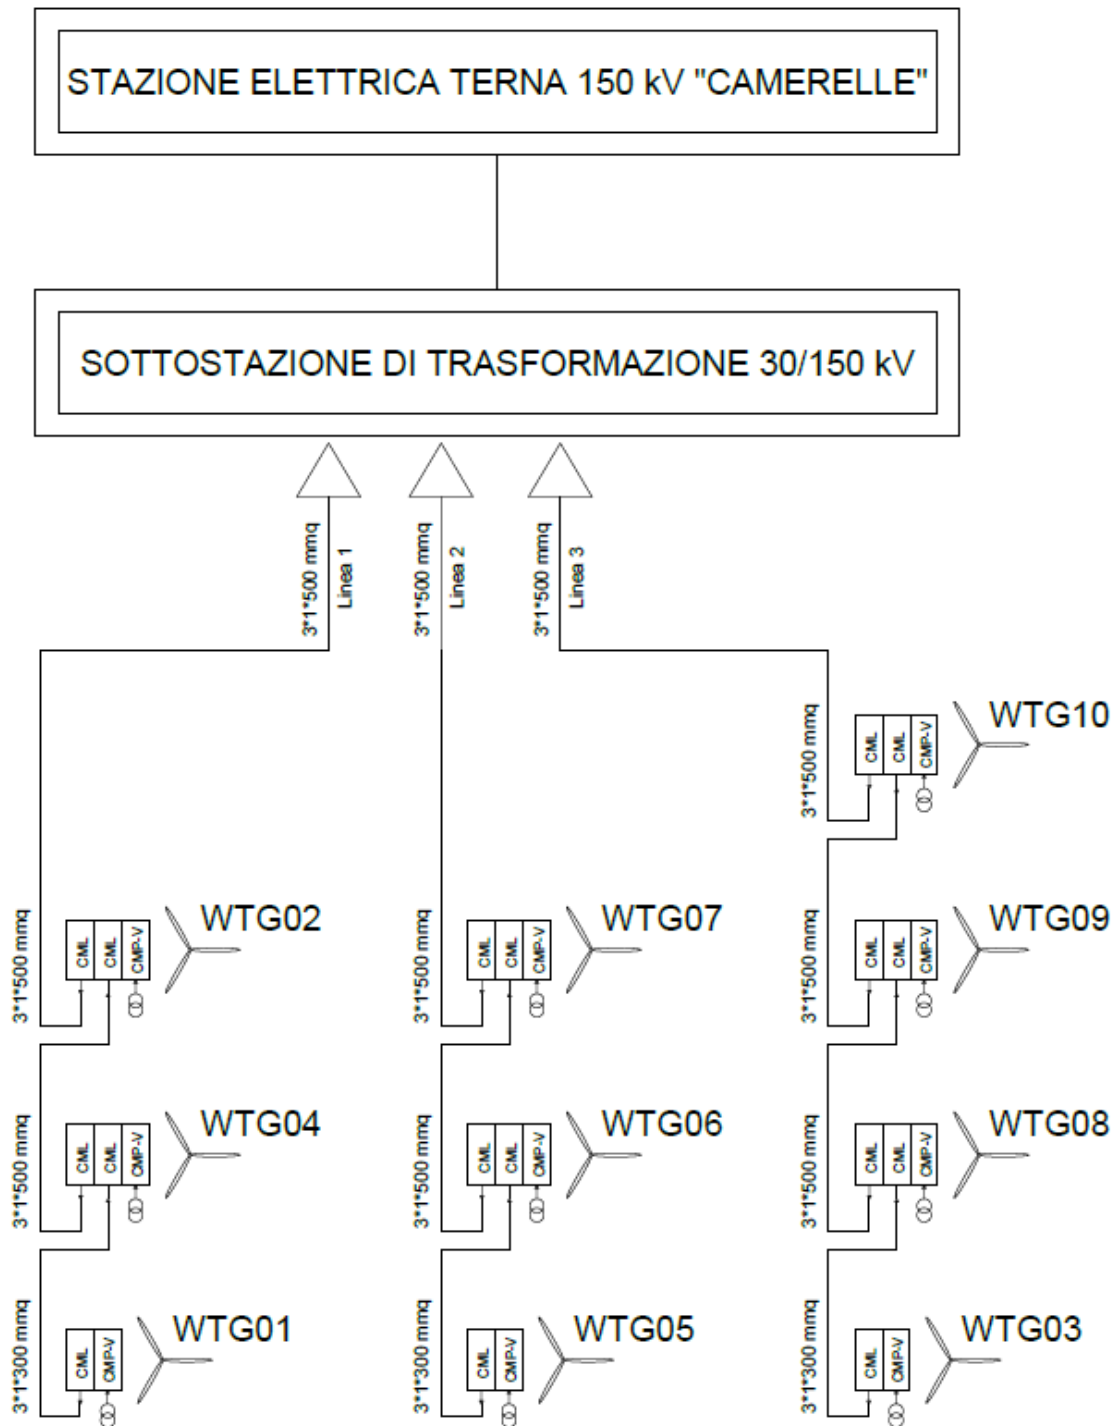 STAZIONE ELETTRICA TERNA 150 kV "CAMERELLE"
SOTTOSTAZIONE DI TRASFORMAZIONE 30/150 kV
3*1*500 mmq
Linea 1
3*1*500 mmq
Linea 2
3*1*500 mmq
Linea 3
3*1*500 mmq
CML
CML
CMP-V
WTG10
3*1*500 mmq
CML
CML
CMP-V
WTG02
3*1*500 mmq
CML
CML
CMP-V
WTG07
3*1*500 mmq
CML
CML
CMP-V
WTG09
3*1*500 mmq
CML
CML
CMP-V
WTG04
3*1*500 mmq
CML
CML
CMP-V
WTG06
3*1*500 mmq
CML
CML
CMP-V
WTG08
3*1*300 mmq
CML
CMP-V
WTG01
3*1*300 mmq
CML
CMP-V
WTG05
3*1*300 mmq
CML
CMP-V
WTG03